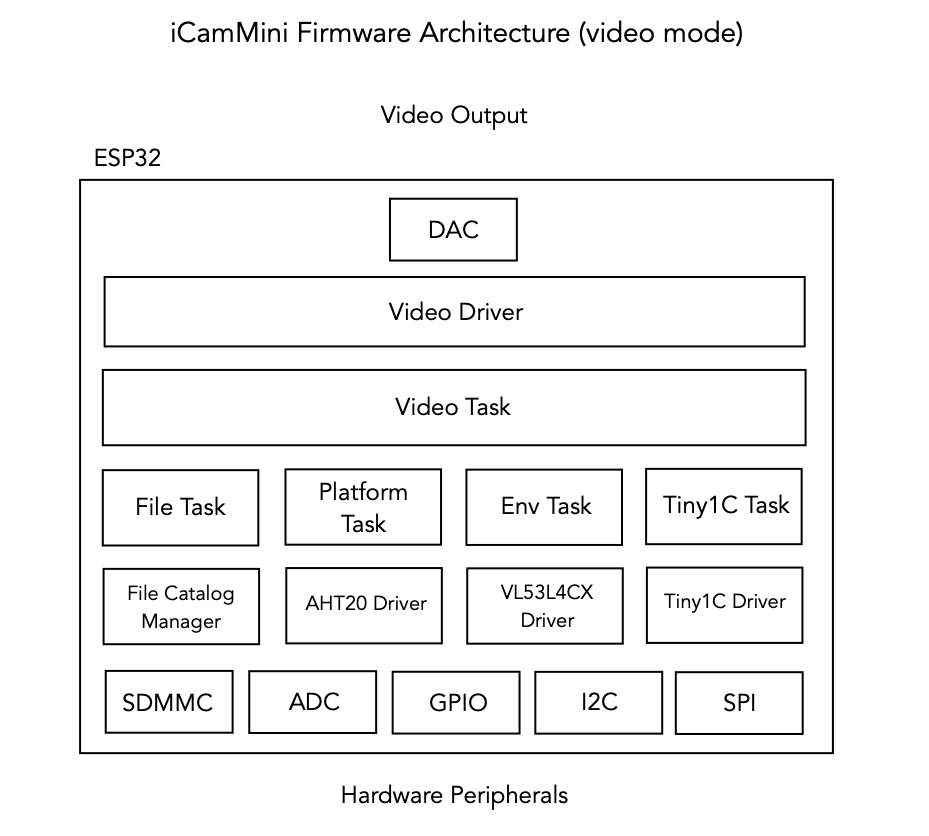 iCamMini Firmware Architecture (video mode)
Video Output
ESP32
DAC
Video Driver
Video Task
File Task
Platform
Task
Env Task
Tiny1C Task
File Catalog
Manager
AHT20 Driver
VL53L4CX
Driver
Tiny1C Driver
SDMMC
ADC
GPIO
I2C
SPI
Hardware Peripherals